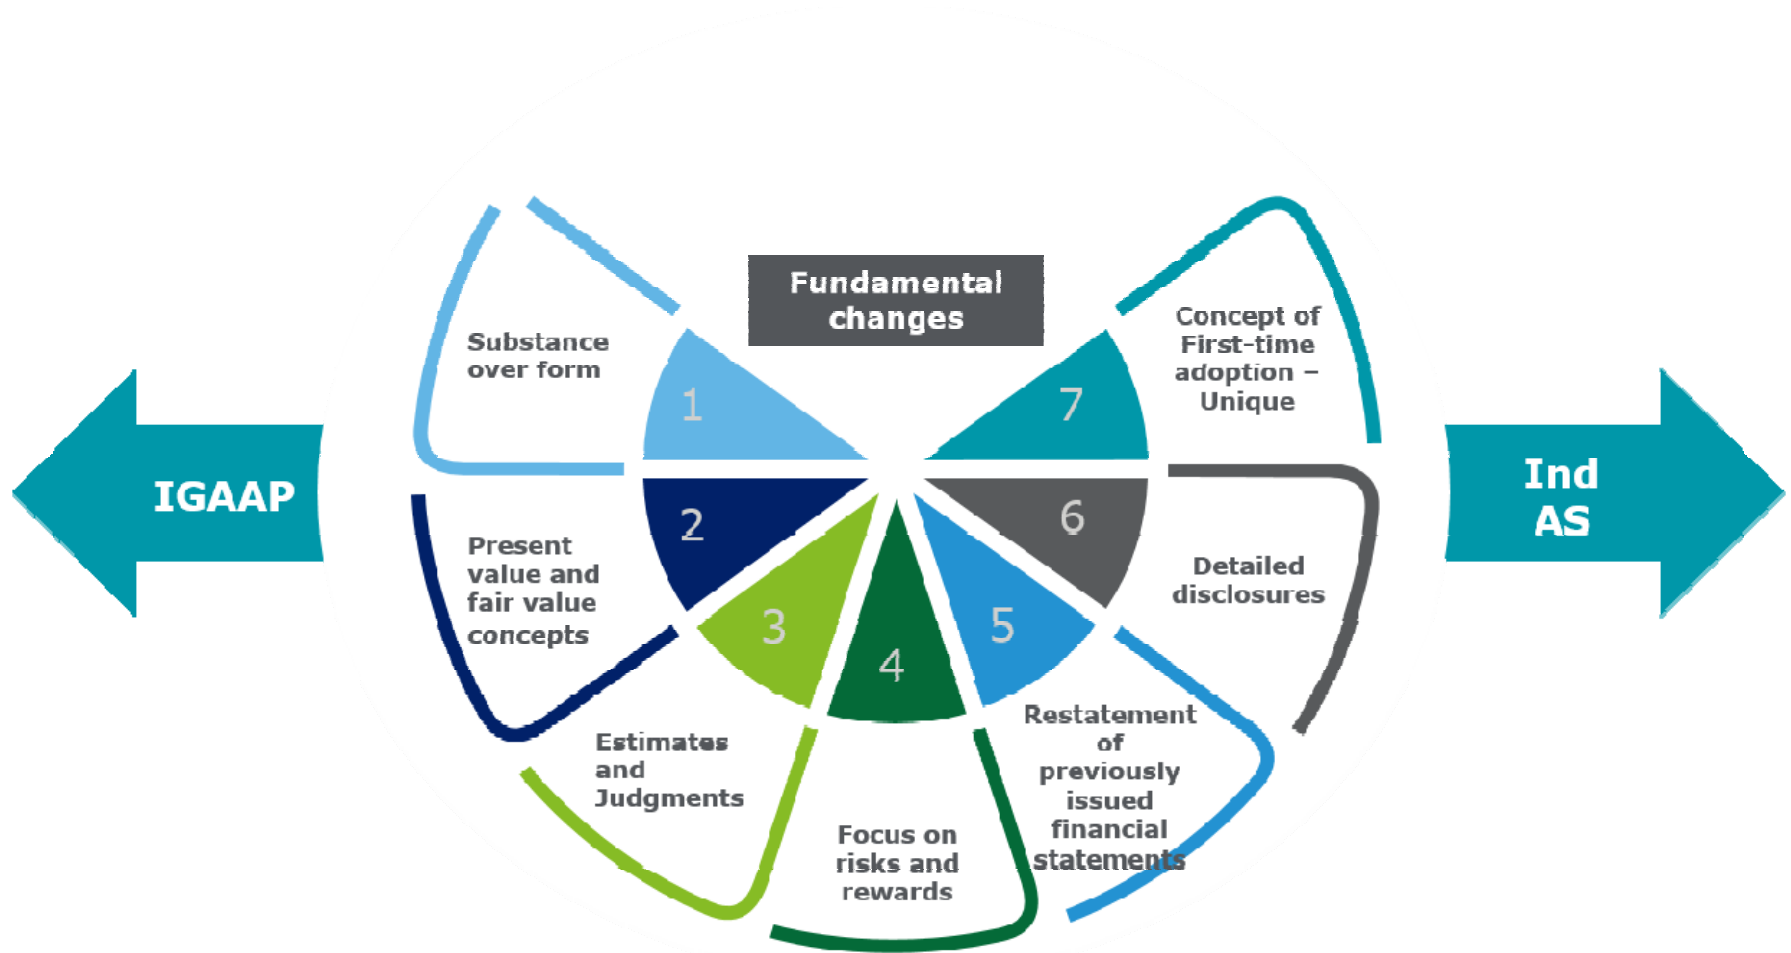 Fundamental
changes
IGAAP
Ind
AS
1
Substance
over form
2
Present
value and
fair value
concepts
3
Estimates
and
Judgments
4
Focus on
risks and
rewards
5
Restatement
of
previously
issued
financial
statements
6
Detailed
disclosures
7
Concept of
First-time
adoption –
Unique